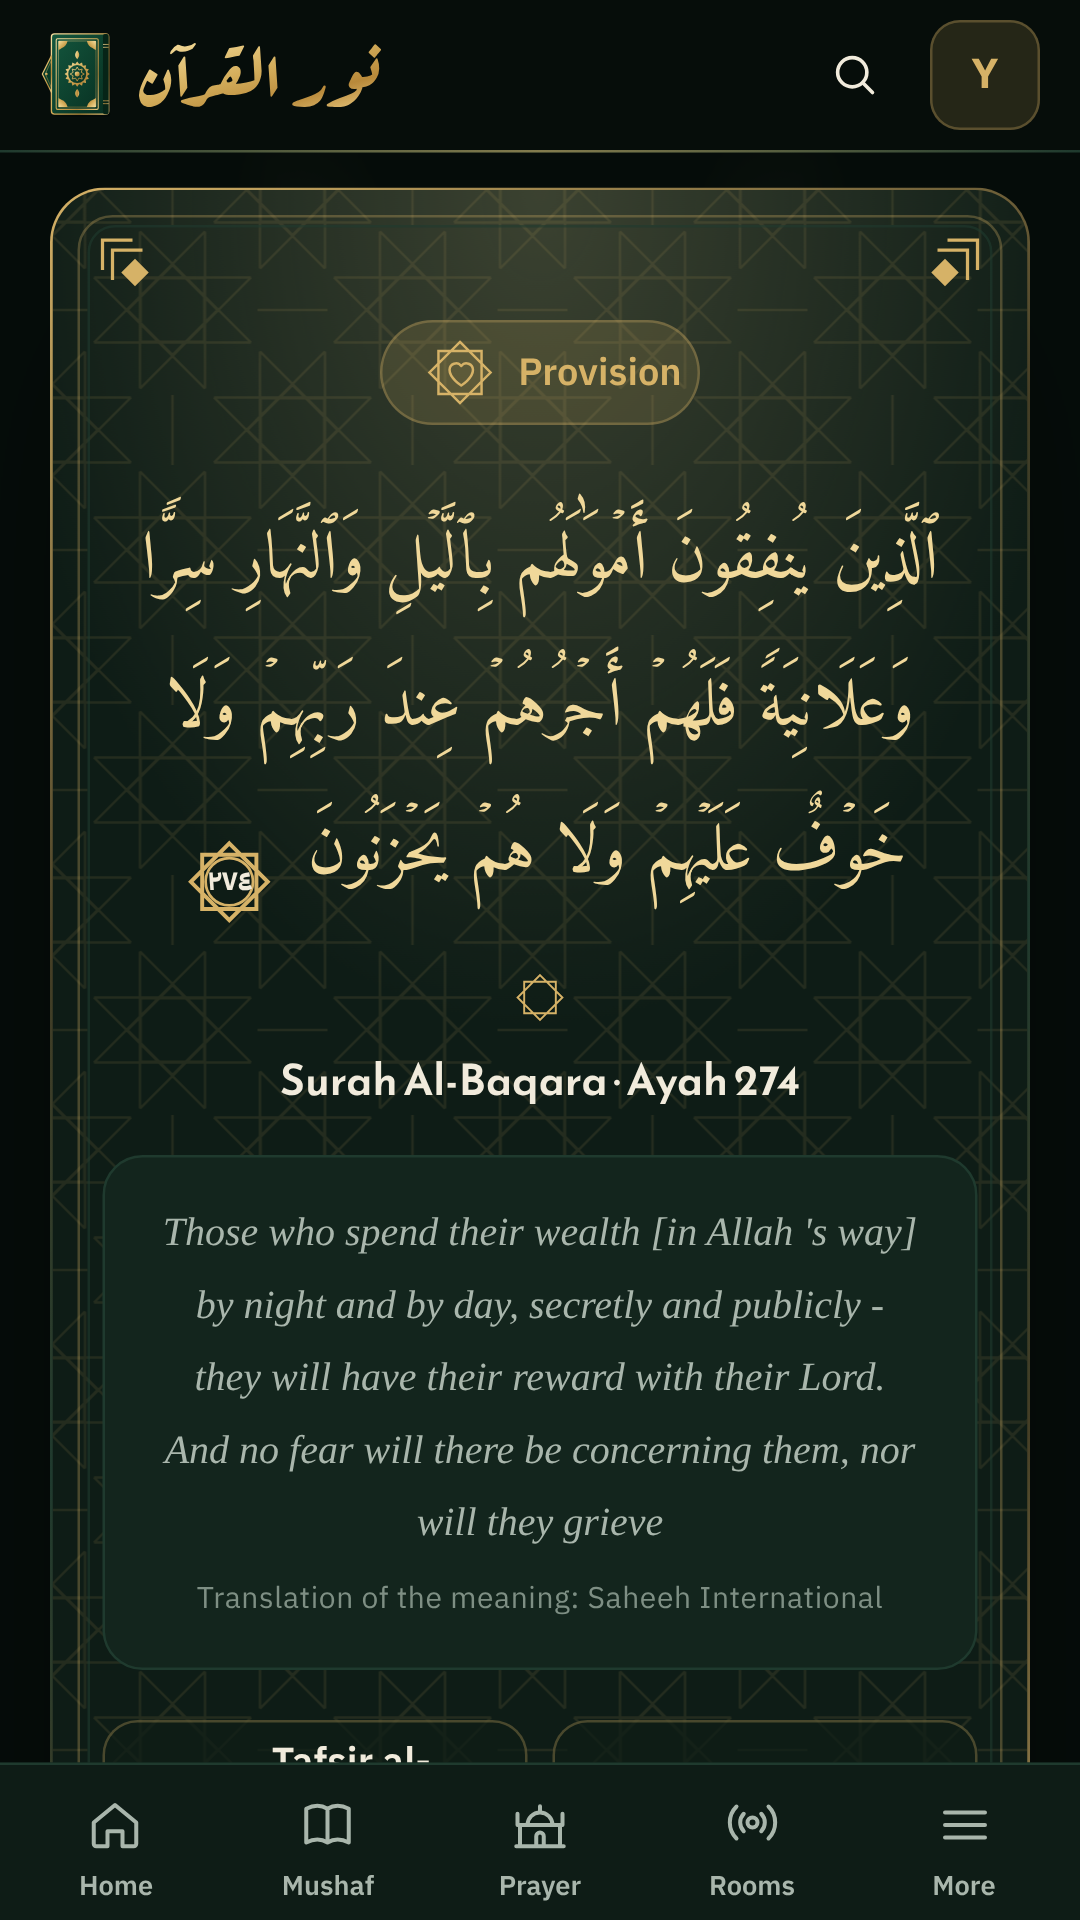 نور القرآن
Y
Provision
ٱلَّذِينَ يُنفِقُونَ أَمۡوَٰلَهُم بِٱلَّيۡلِ وَٱلنَّهَارِ سِرّٗا
وَعَلَانِيَةٗ فَلَهُمۡ أَجۡرُهُمۡ عِندَ رَبِّهِمۡ وَلَا
خَوۡفٌ عَلَيۡهِمۡ وَلَا هُمۡ يَحۡزَنُونَ ٢٧٤
Surah Al-Baqara · Ayah 274
Those who spend their wealth [in Allah 's way]
by night and by day, secretly and publicly -
they will have their reward with their Lord.
And no fear will there be concerning them, nor
will they grieve
Translation of the meaning: Saheeh International
Tafsir al-
Home Mushaf Prayer Rooms More